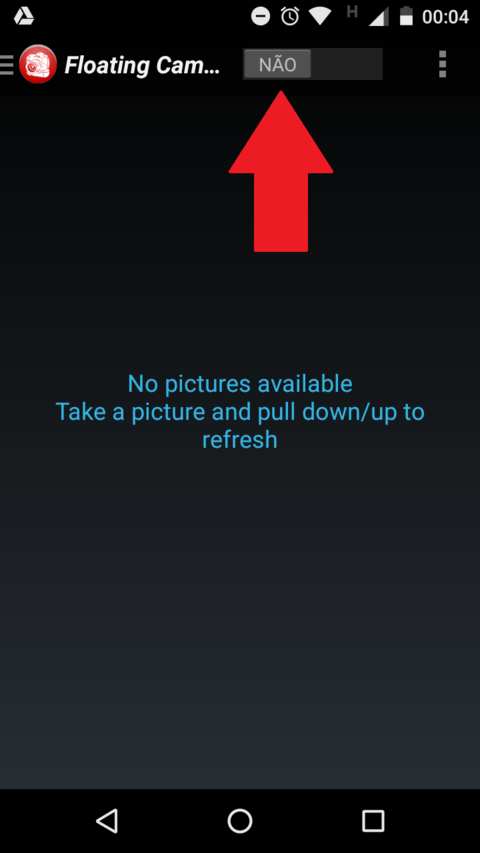 H
00:04
Floating Cam...
NÃO
No pictures available
Take a picture and pull down/up to
refresh